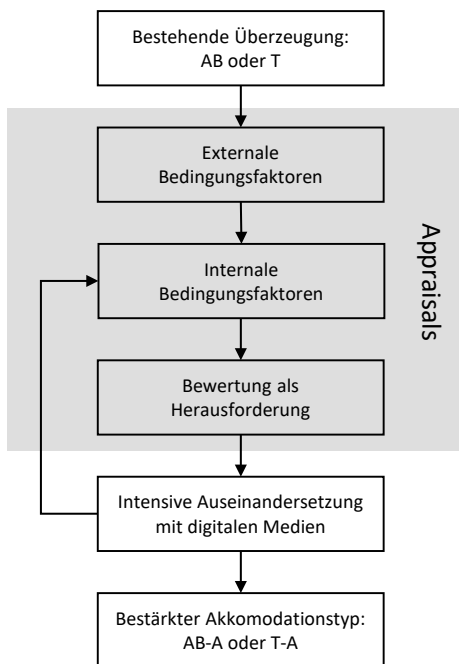 Bestehende Überzeugung:
AB oder T
Externale
Bedingungsfaktoren
Appraisals
Internale
Bedingungsfaktoren
Bewertung als
Herausforderung
Intensive Auseinandersetzung
mit digitalen Medien
Bestärkter Akkomodationstyp:
AB-A oder T-A